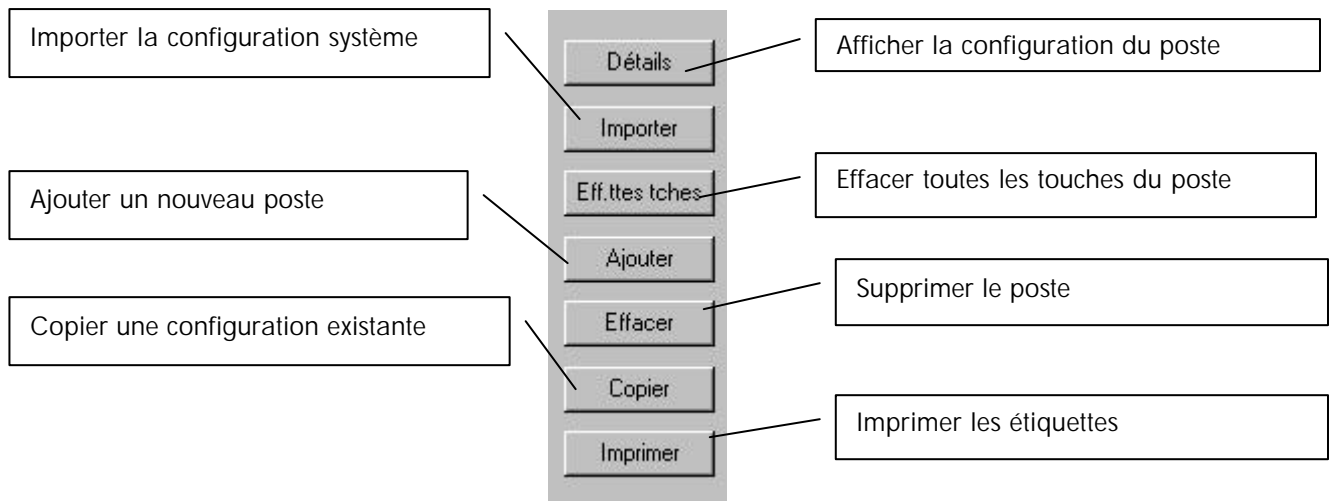 Importer la configuration système
Afficher la configuration du poste
Détails
Importer
Ajouter un nouveau poste
Effacer toutes les touches du poste
Eff.ttes tches
Ajouter
Supprimer le poste
Copier une configuration existante
Effacer
Copier
Imprimer les étiquettes
Imprimer